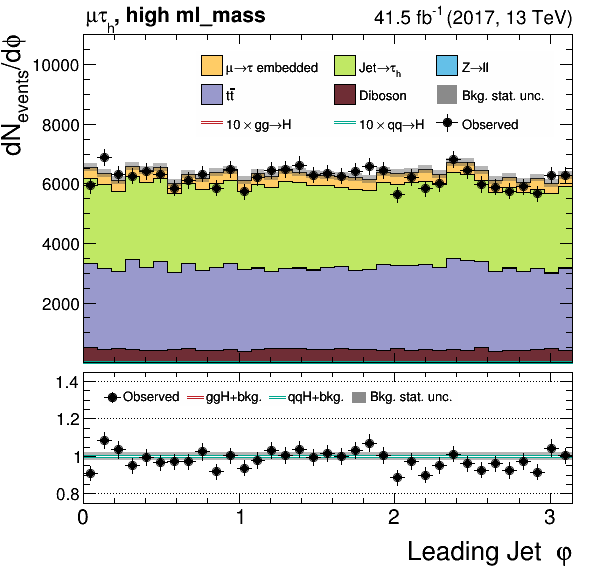 μτh, high ml_mass 41.5 fb-1 (2017, 13 TeV)
dNevents/dφ
10000
8000
6000
4000
2000
μ→τ embedded Jet→τh Z→ll
tt̄ Diboson Bkg. stat. unc.
10 × gg→H 10 × qq→H Observed
1.4
1.2
1
0.8
Observed ggH+bkg. qqH+bkg. Bkg. stat. unc.
0 1 2 3
Leading Jet φ